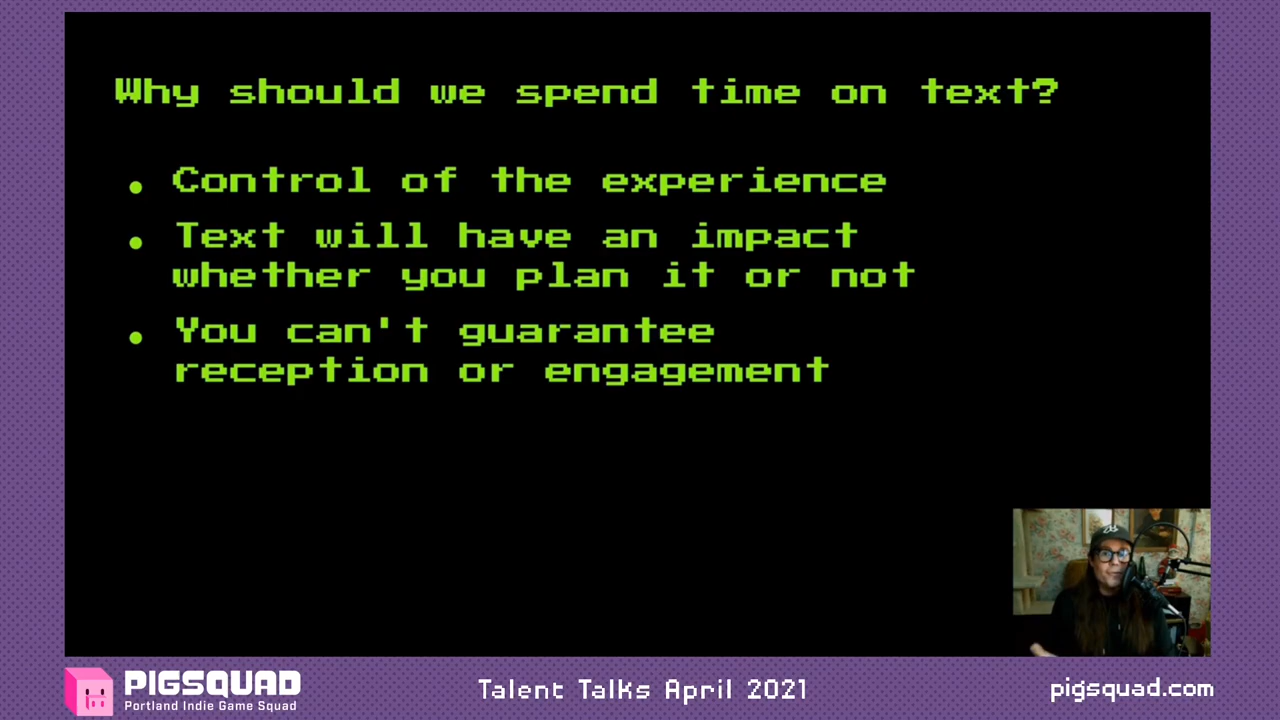 Why should we spend time on text?
• Control of the experience
• Text will have an impact
whether you plan it or not
• You can't guarantee
reception or engagement
PIGSQUAD
Portland Indie Game Squad
Talent Talks April 2021
pigsquad.com